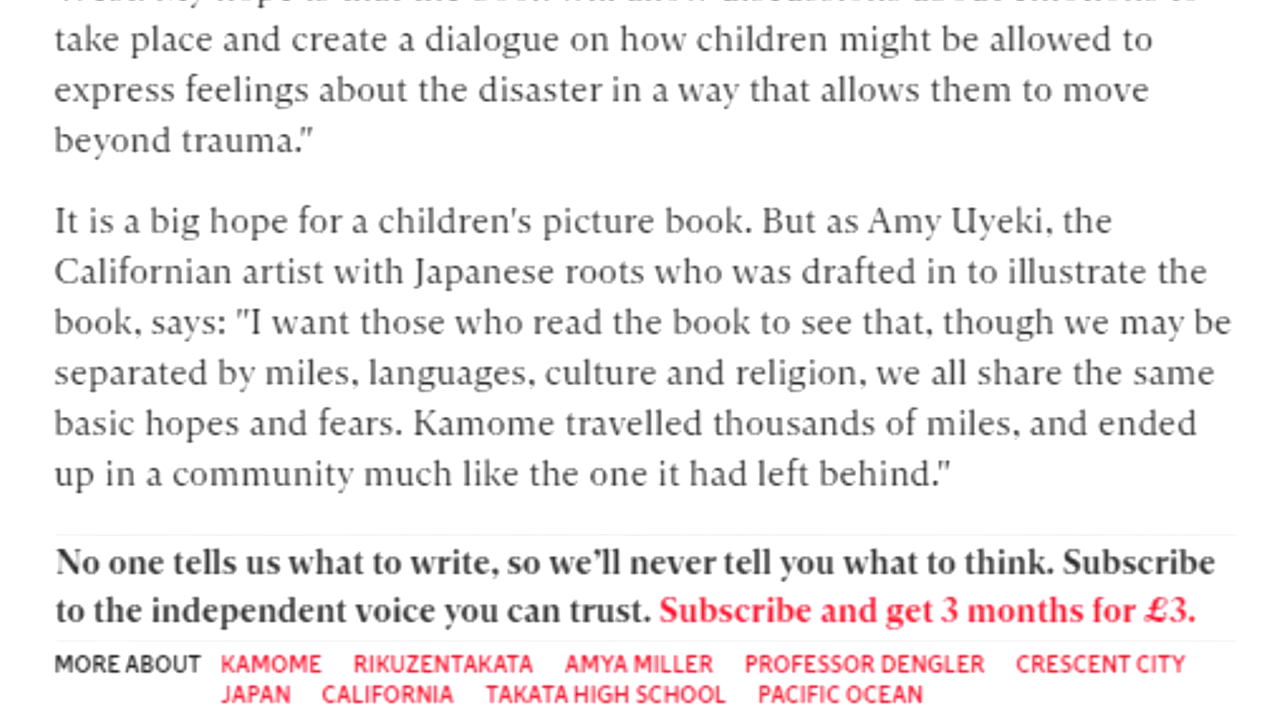 take place and create a dialogue on how children might be allowed to
express feelings about the disaster in a way that allows them to move
beyond trauma."
It is a big hope for a children's picture book. But as Amy Uyeki, the
Californian artist with Japanese roots who was drafted in to illustrate the
book, says: "I want those who read the book to see that, though we may be
separated by miles, languages, culture and religion, we all share the same
basic hopes and fears. Kamome travelled thousands of miles, and ended
up in a community much like the one it had left behind."
No one tells us what to write, so we’ll never tell you what to think. Subscribe
to the independent voice you can trust. Subscribe and get 3 months for £3.
MORE ABOUT KAMOME RIKUZENTAKATA AMYA MILLER PROFESSOR DENGLER CRESCENT CITY
JAPAN CALIFORNIA TAKATA HIGH SCHOOL PACIFIC OCEAN